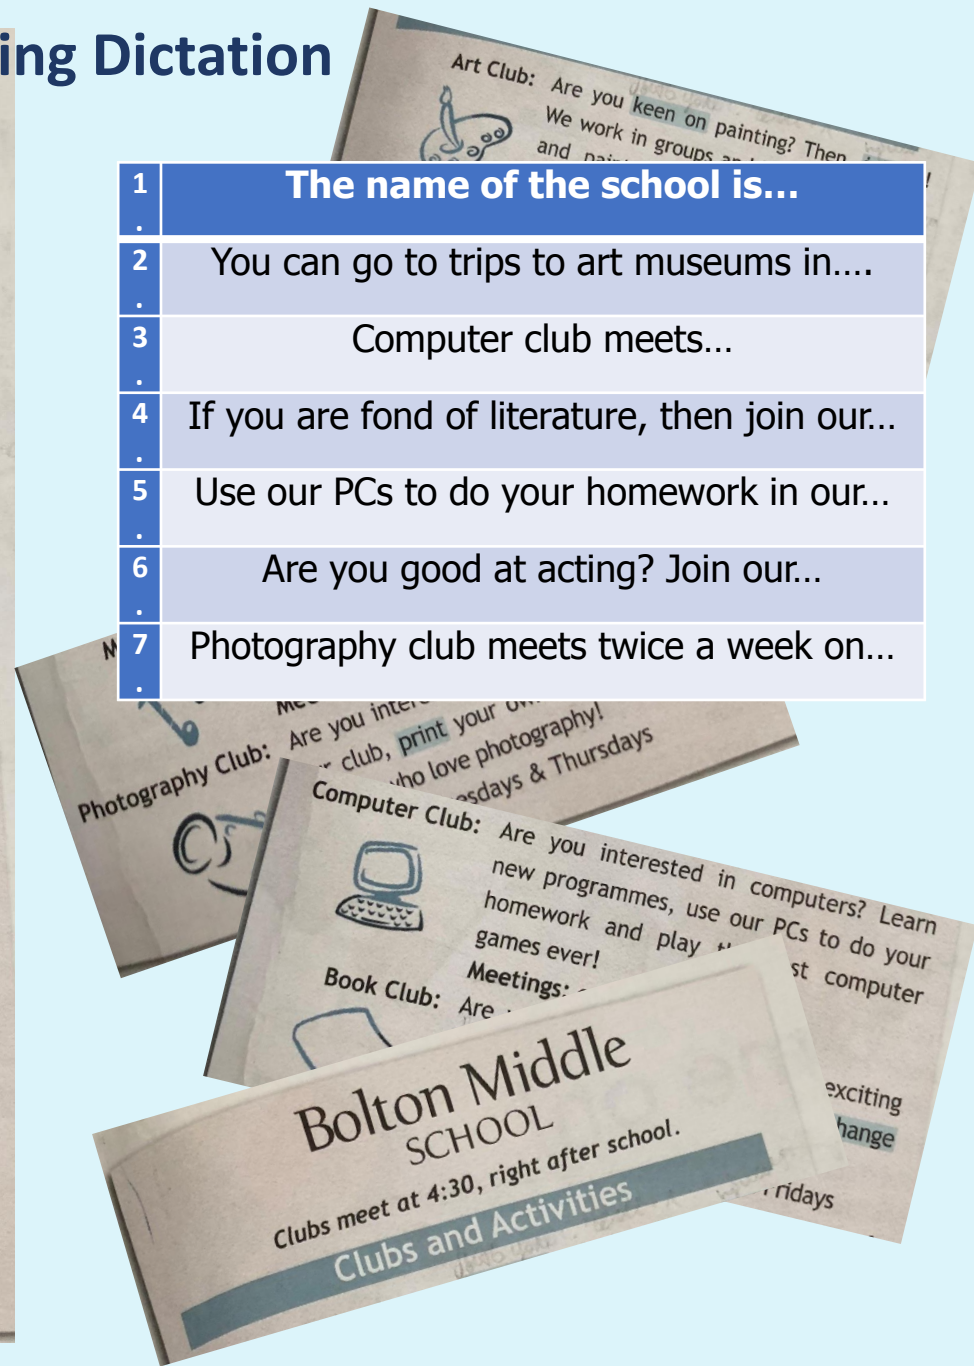 ing Dictation
Art Club: Are you keen on painting? Then
We work in groups
and
1. The name of the school is...
2. You can go to trips to art museums in....
3. Computer club meets...
4. If you are fond of literature, then join our...
5. Use our PCs to do your homework in our...
6. Are you good at acting? Join our...
7. Photography club meets twice a week on...
Photography Club: Are you
club, print your
who love photography!
& Thursdays
Computer Club: Are you interested in computers? Learn
new programmes, use our PCs to do your
homework and play computer
games ever!
Meetings:
Book Club: Are
exciting
Bolton Middle
SCHOOL
Clubs meet at 4:30, right after school.
Clubs and Activities